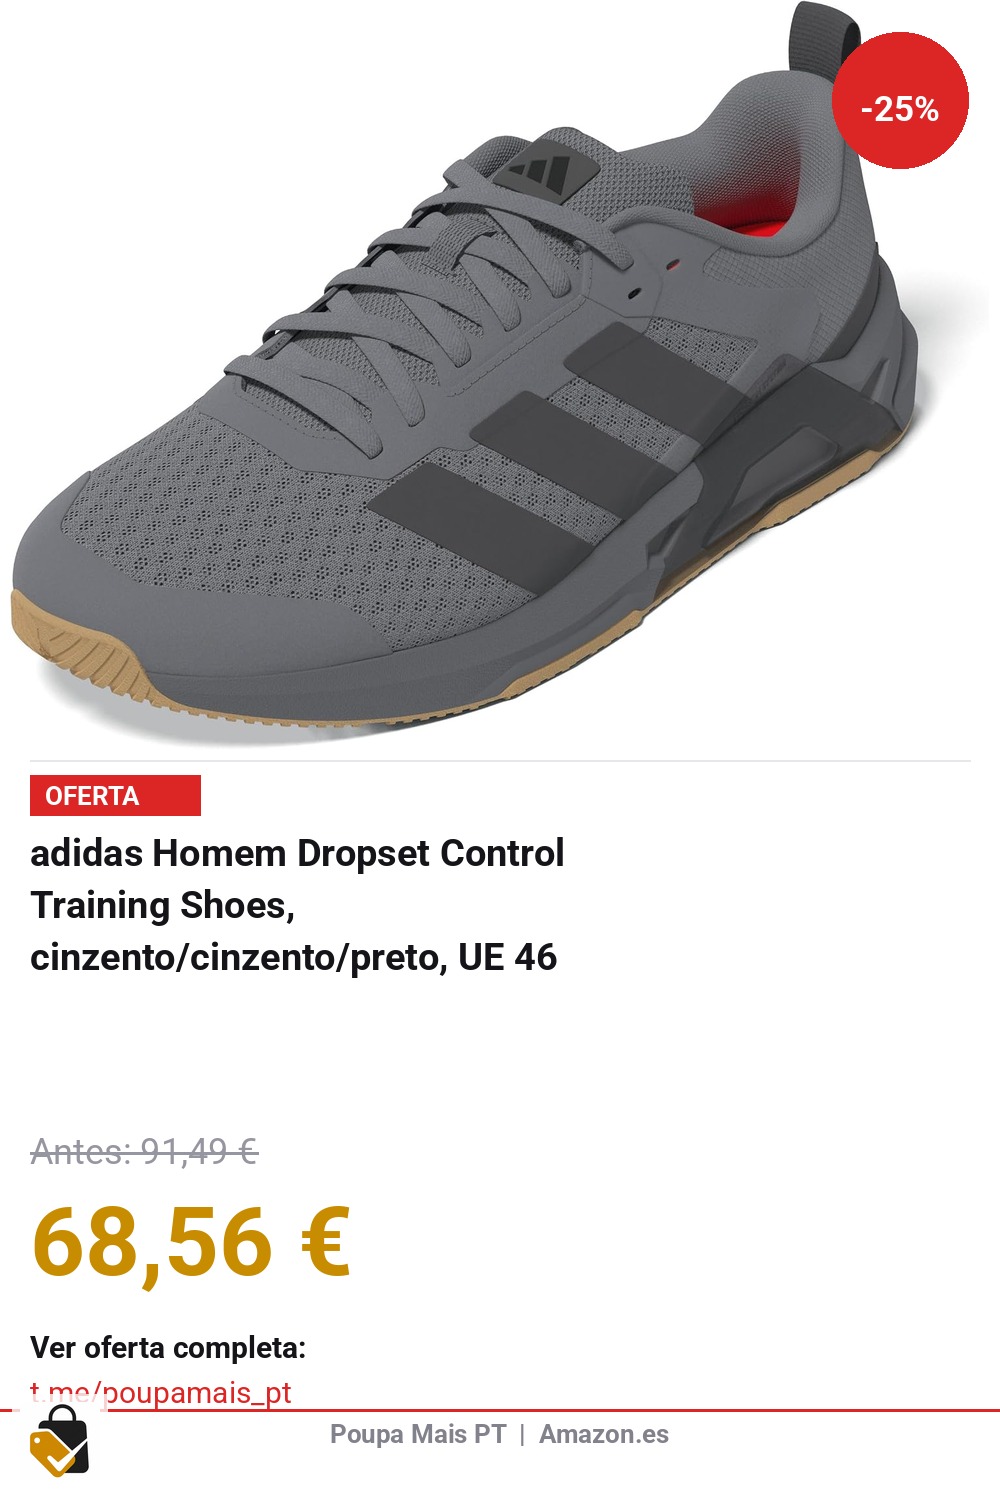 -25%
OFERTA
adidas Homem Dropset Control
Training Shoes,
cinzento/cinzento/preto, UE 46
Antes: 91,49 €
68,56 €
Ver oferta completa:
t.me/poupamais_pt
Poupa Mais PT | Amazon.es